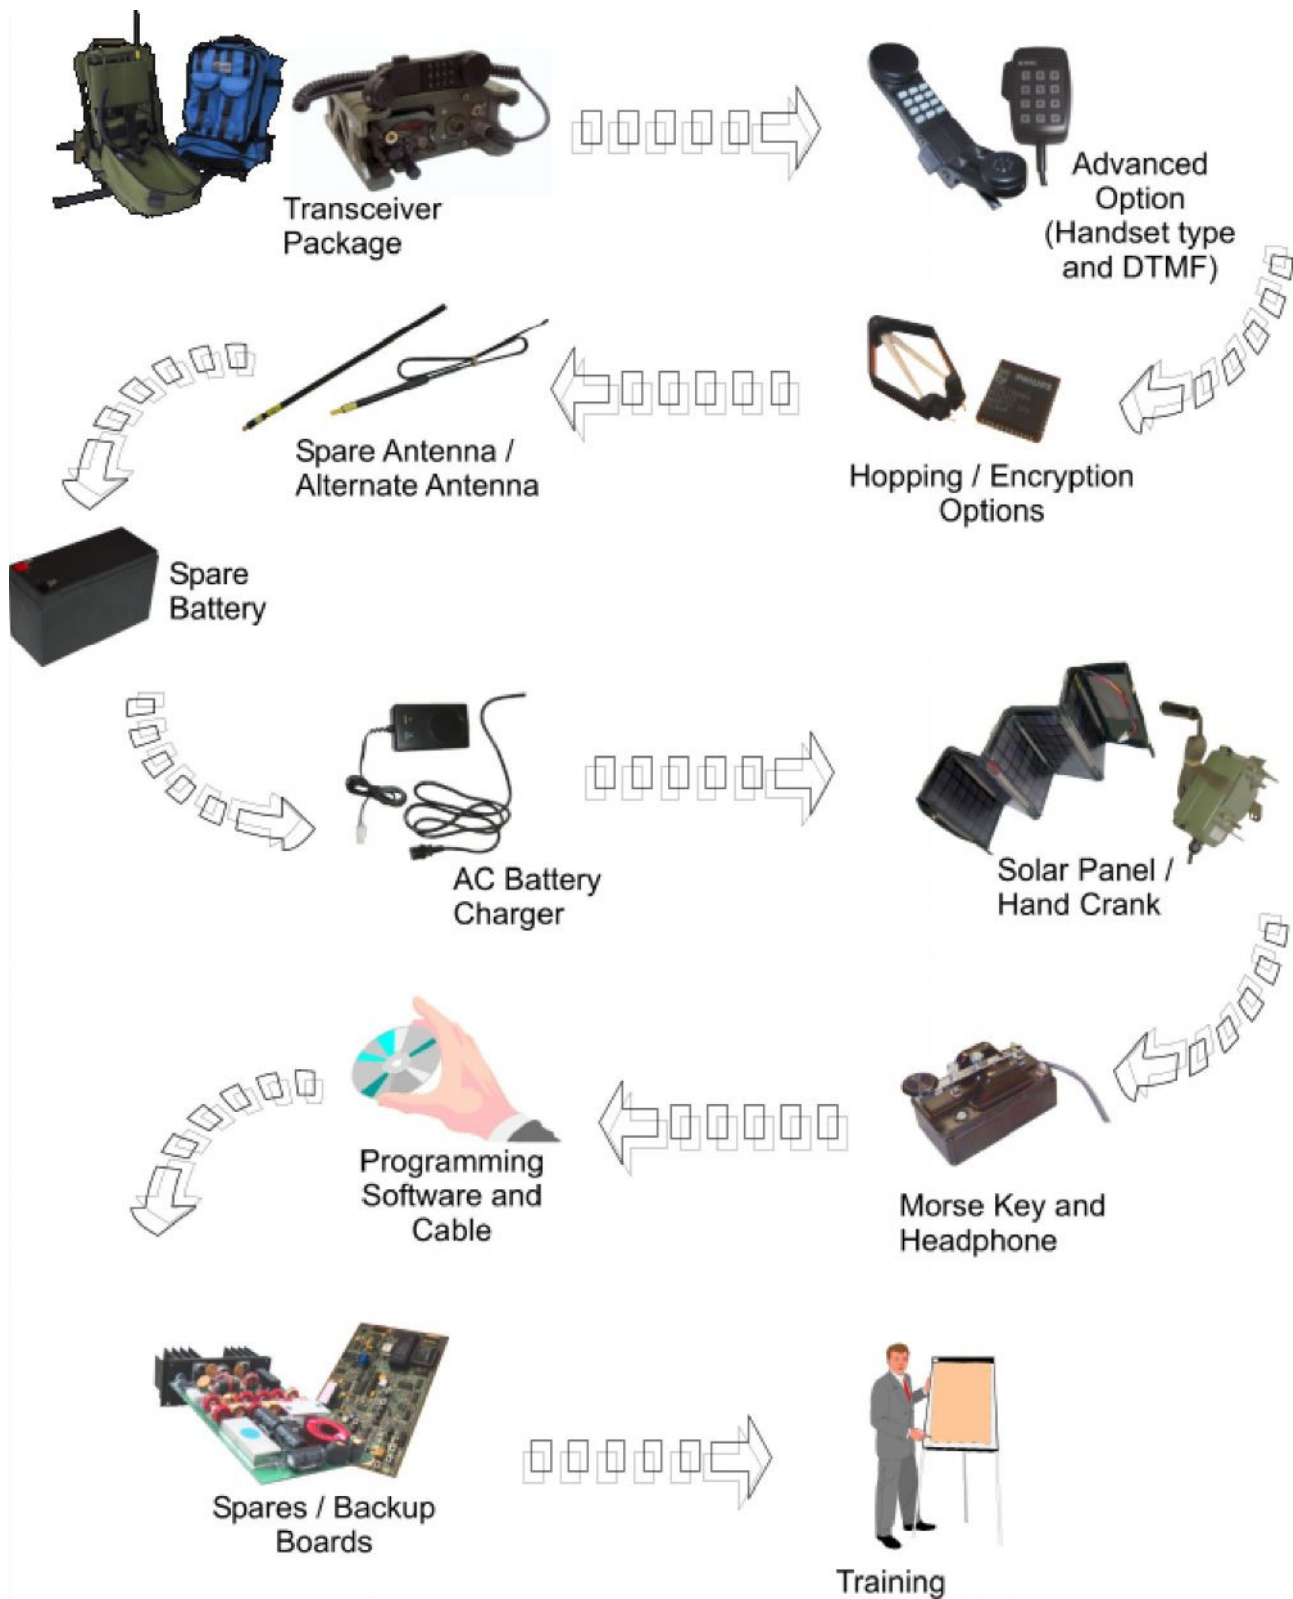 Transceiver
Package
Advanced
Option
(Handset type
and DTMF)
Hopping / Encryption
Options
PHILIPS
Spare Antenna /
Alternate Antenna
Spare
Battery
AC Battery
Charger
Solar Panel /
Hand Crank
Morse Key and
Headphone
Programming
Software and
Cable
Spares / Backup
Boards
Training